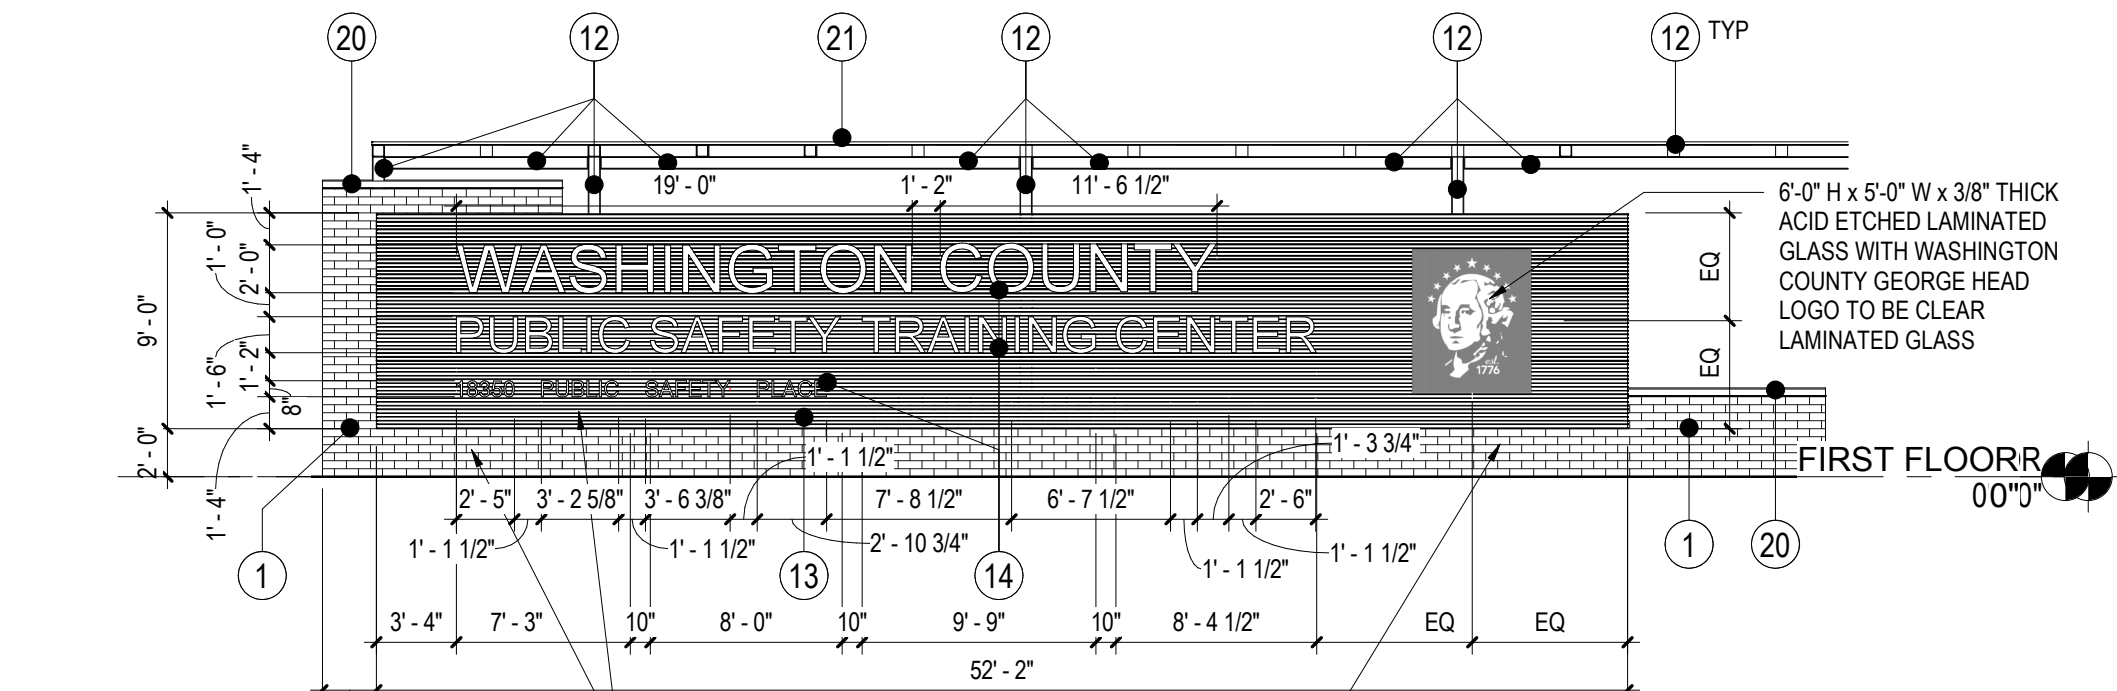 20
12
21
12
12
12 TYP
1' - 4"
19' - 0"
1' - 2"
11' - 6 1/2"
6'-0" H x 5'-0" W x 3/8" THICK
ACID ETCHED LAMINATED
GLASS WITH WASHINGTON
COUNTY GEORGE HEAD
LOGO TO BE CLEAR
LAMINATED GLASS
1' - 0"
2' - 0"
9' - 0"
1' - 6"
1' - 2"
8"
2' - 0"
1' - 4"
WASHINGTON COUNTY
PUBLIC SAFETY TRAINING CENTER
18350 PUBLIC SAFETY PLACE
est.
1776
EQ
EQ
1' - 1 1/2"
1' - 3 3/4"
FIRST FLOOR
2' - 5"
3' - 2 5/8"
3' - 6 3/8"
7' - 8 1/2"
6' - 7 1/2"
2' - 6"
1' - 1 1/2"
1' - 1 1/2"
2' - 10 3/4"
1' - 1 1/2"
1' - 1 1/2"
1
13
14
1
20
3' - 4"
7' - 3"
10"
8' - 0"
10"
9' - 9"
10"
8' - 4 1/2"
EQ
EQ
52' - 2"